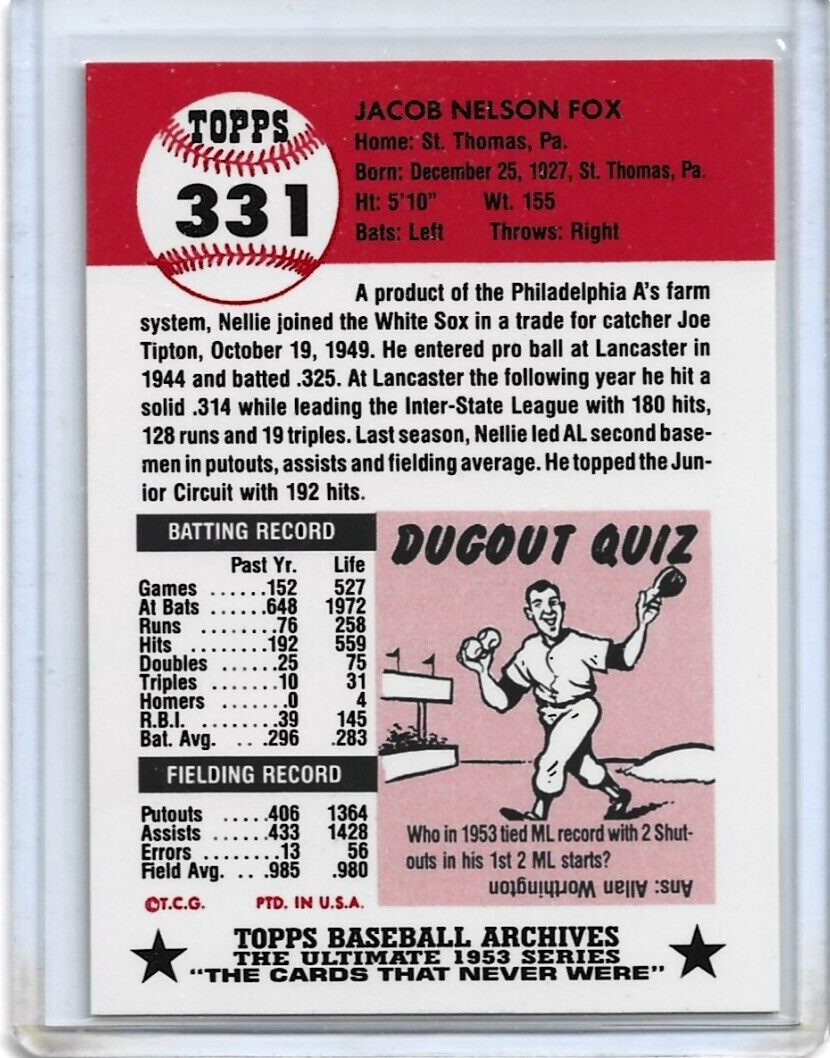 TOPPS
331
JACOB NELSON FOX
Home: St. Thomas, Pa.
Born: December 25, 1927, St. Thomas, Pa.
Ht: 5'10" Wt. 155
Bats: Left Throws: Right
A product of the Philadelphia A's farm
system, Nellie joined the White Sox in a trade for catcher Joe
Tipton, October 19, 1949. He entered pro ball at Lancaster in
1944 and batted .325. At Lancaster the following year he hit a
solid .314 while leading the Inter-State League with 180 hits,
128 runs and 19 triples. Last season, Nellie led AL second base-
men in putouts, assists and fielding average. He topped the Jun-
ior Circuit with 192 hits.
BATTING RECORD
Past Yr. Life
Games ......152 527
At Bats ......648 1972
Runs ........76 258
Hits ........192 559
Doubles ......25 75
Triples .......10 31
Homers .......0 4
R.B.I. ........39 145
Bat. Avg. ... .296 .283
FIELDING RECORD
Putouts .....406 1364
Assists ......433 1428
Errors ........13 56
Field Avg. .. .985 .980
©T.C.G. PTD. IN U.S.A.
DUGOUT QUIZ
Who in 1953 tied ML record with 2 Shut-
outs in his 1st 2 ML starts?
Ans: Allan Worthington
TOPPS BASEBALL ARCHIVES
THE ULTIMATE 1953 SERIES
"THE CARDS THAT NEVER WERE"